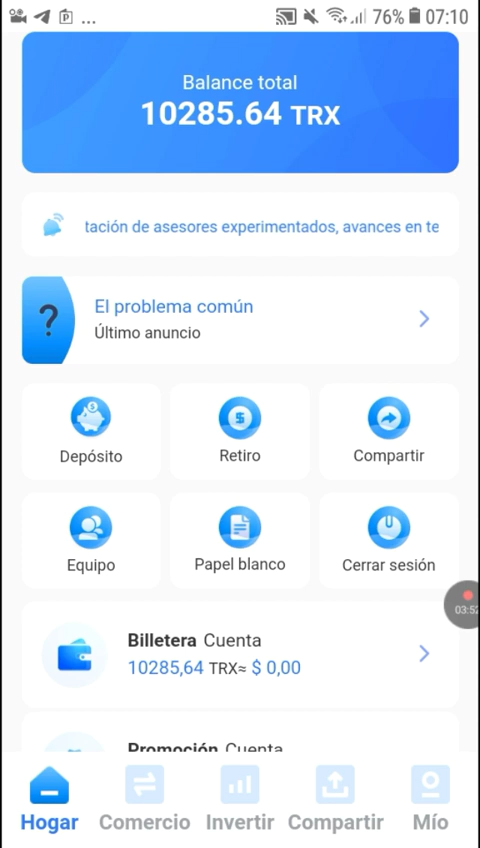 76% 07:10
Balance total
10285.64 TRX
tación de asesores experimentados, avances en te
?
El problema común
Último anuncio
Depósito
Retiro
Compartir
Equipo
Papel blanco
Cerrar sesión
03:52
Billetera Cuenta
10285,64 TRX≈ $ 0,00
Promoción Cuenta
Hogar
Comercio
Invertir
Compartir
Mío